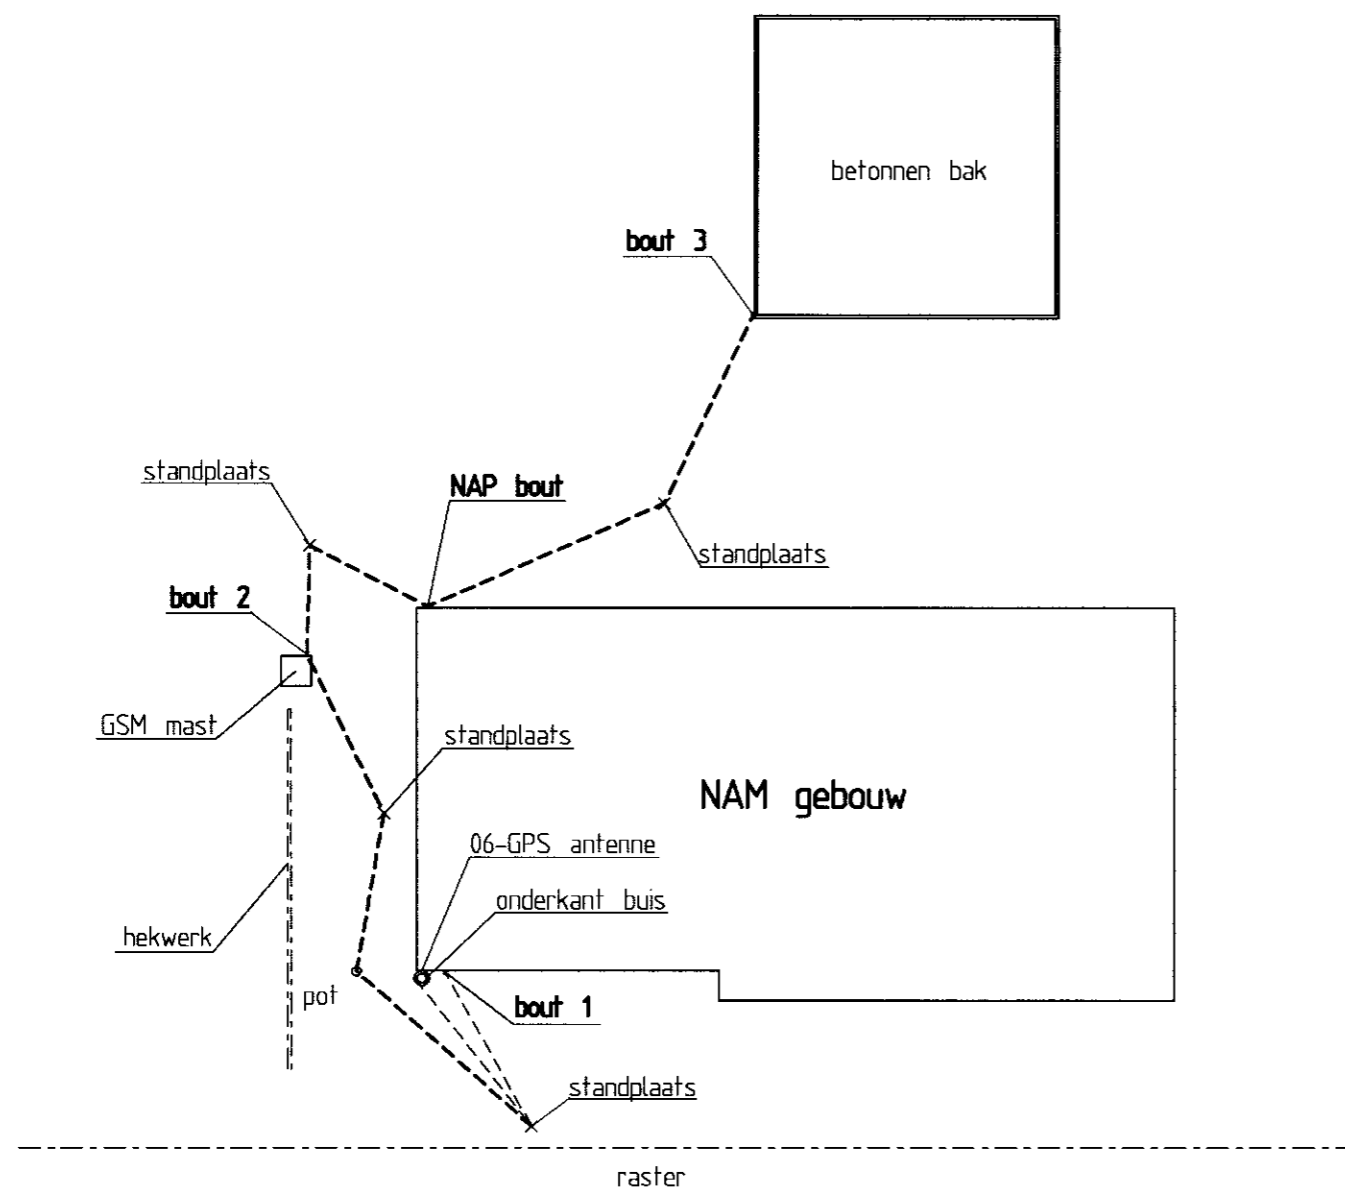 betonnen bak
bout 3
standplaats
NAP bout
standplaats
bout 2
GSM mast
standplaats
NAM gebouw
06-GPS antenne
onderkant buis
hekwerk
pot
bout 1
standplaats
raster